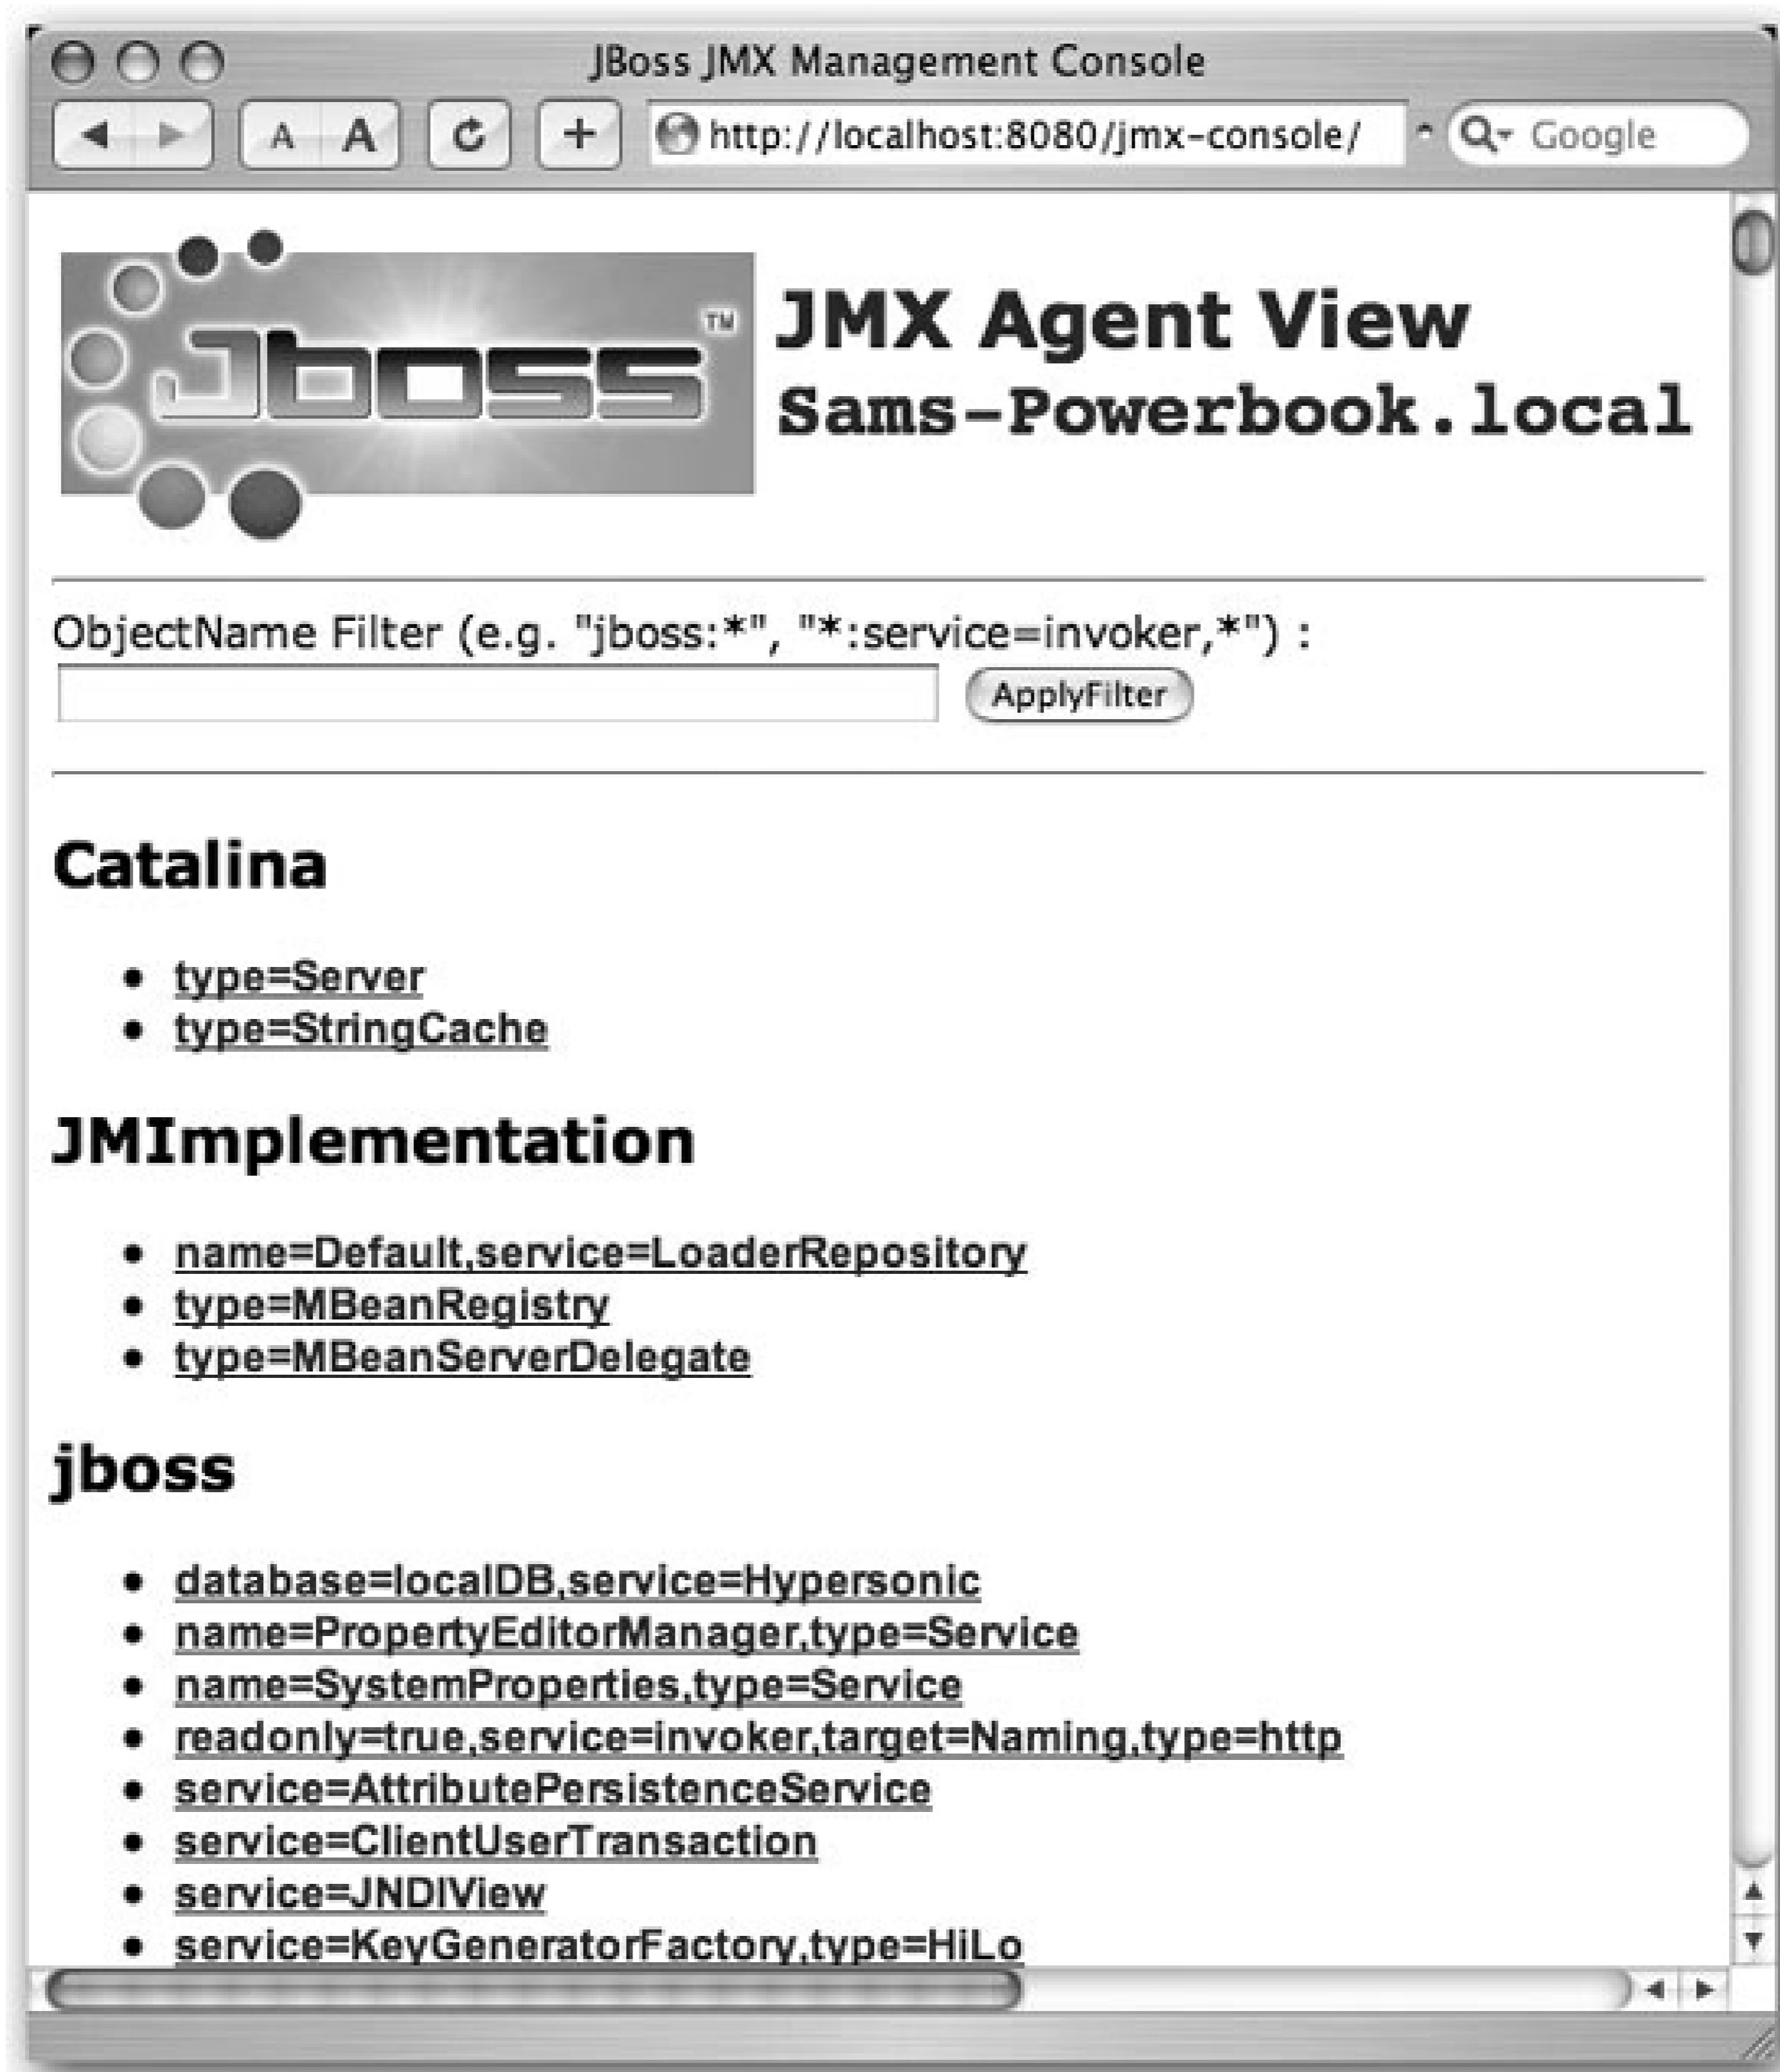 JBoss JMX Management Console
A A + http://localhost:8080/jmx-console/ Google
Jboss TM
JMX Agent View
Sams-Powerbook.local
ObjectName Filter (e.g. "jboss:*", "*:service=invoker,*") :
ApplyFilter
Catalina
• type=Server
• type=StringCache
JMImplementation
• name=Default,service=LoaderRepository
• type=MBeanRegistry
• type=MBeanServerDelegate
jboss
• database=localDB,service=Hypersonic
• name=PropertyEditorManager,type=Service
• name=SystemProperties,type=Service
• readonly=true,service=invoker,target=Naming,type=http
• service=AttributePersistenceService
• service=ClientUserTransaction
• service=JNDIView
• service=KeyGeneratorFactory,type=HiLo